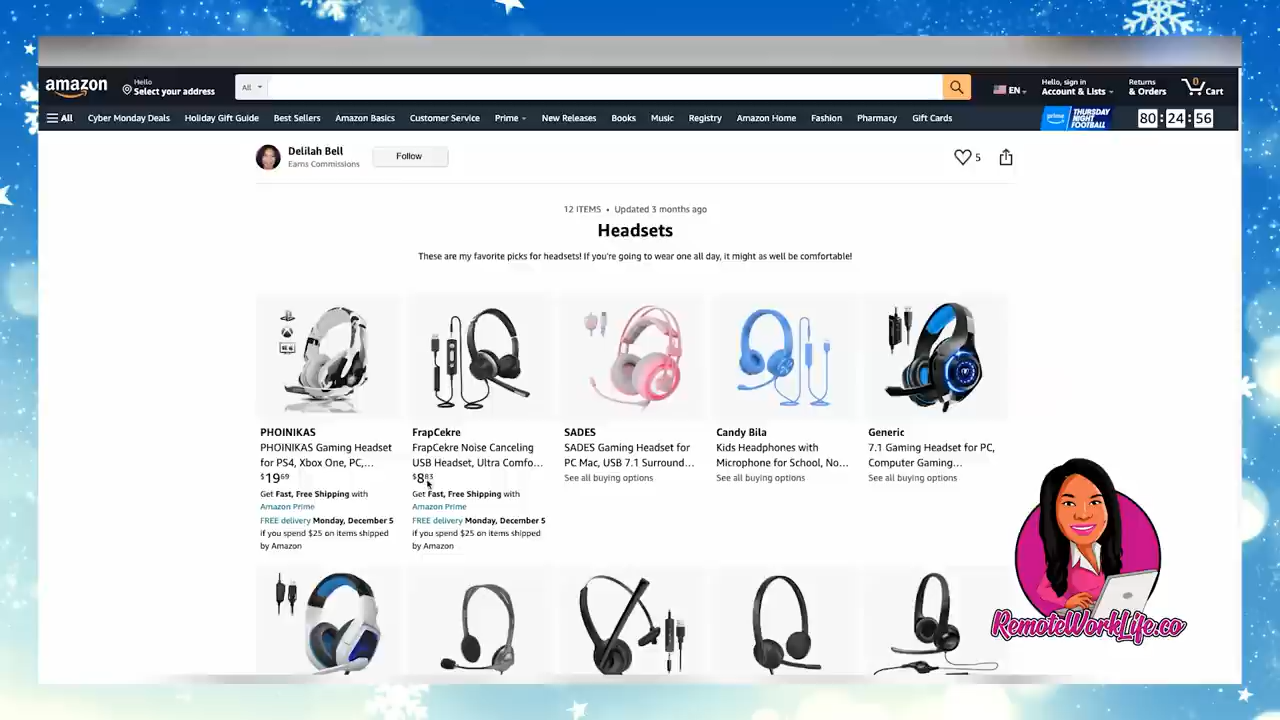 amazon
Hello
Select your address
All
EN
Hello, sign in
Account & Lists
Returns
& Orders
0
Cart
All
Cyber Monday Deals
Holiday Gift Guide
Best Sellers
Amazon Basics
Customer Service
Prime
New Releases
Books
Music
Registry
Amazon Home
Fashion
Pharmacy
Gift Cards
prime
THURSDAY
NIGHT
FOOTBALL
80:24:56
Delilah Bell
Earns Commissions
Follow
5
12 ITEMS • Updated 3 months ago
Headsets
These are my favorite picks for headsets! If you're going to wear one all day, it might as well be comfortable!
PHOINIKAS
PHOINIKAS Gaming Headset
for PS4, Xbox One, PC,...
$1969
Get Fast, Free Shipping with
Amazon Prime
FREE delivery Monday, December 5
if you spend $25 on items shipped
by Amazon
FrapCekre
FrapCekre Noise Canceling
USB Headset, Ultra Comfo...
$883
Get Fast, Free Shipping with
Amazon Prime
FREE delivery Monday, December 5
if you spend $25 on items shipped
by Amazon
SADES
SADES Gaming Headset for
PC Mac, USB 7.1 Surround...
See all buying options
Candy Bila
Kids Headphones with
Microphone for School, No...
See all buying options
Generic
7.1 Gaming Headset for PC,
Computer Gaming...
See all buying options
RemoteWorkLife.co